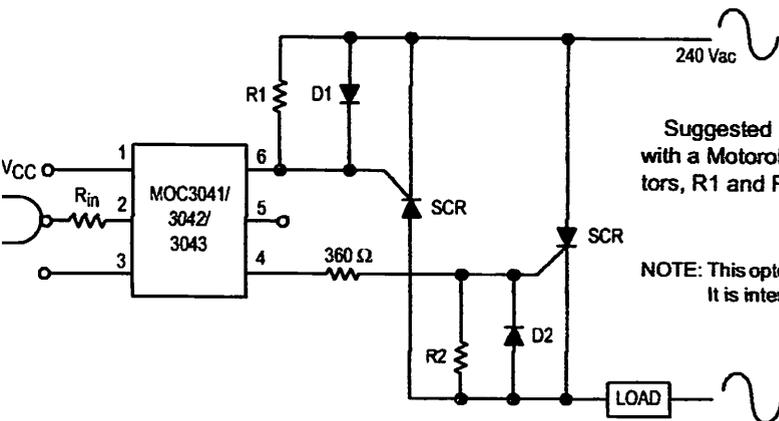 240 Vac
R1
D1
Suggested
with a Motorol
tors, R1 and
VCC
1
6
Rin
2
MOC3041/
3042/
3043
5
SCR
SCR
3
4
360 Ω
NOTE: This opto
It is
R2
D2
LOAD